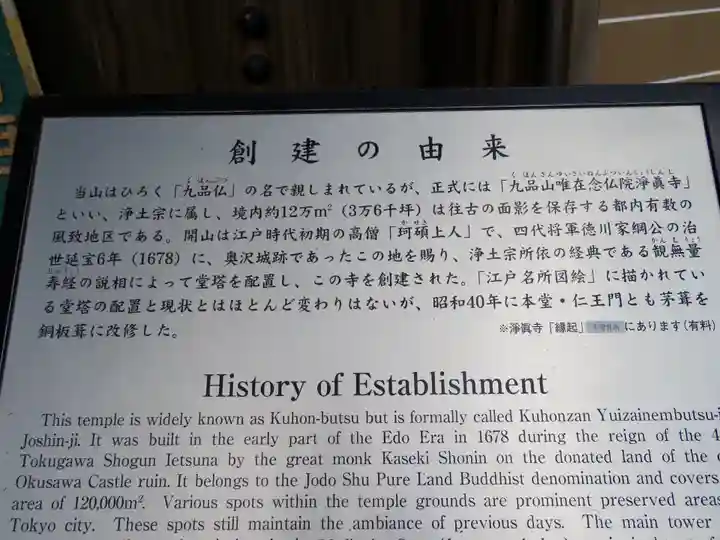 創建の由来
当山はひろく「九品仏」の名で親しまれているが、正式には「九品山唯在念仏院淨眞寺」
といい、浄土宗に属し、境内約12万m²（3万6千坪）は往古の面影を保存する都内有数の
風致地区である。開山は江戸時代初期の高僧「珂碩上人」で、四代将軍徳川家綱公の治
世延宝6年（1678）に、奥沢城跡であったこの地を賜り、浄土宗所依の経典である観無量
寿経の説相によって堂塔を配置し、この寺を創建された。「江戸名所図絵」に描かれてい
る堂塔の配置と現状とはほとんど変わりはないが、昭和40年に本堂・仁王門とも茅葺を
銅板葺に改修した。
※淨眞寺「縁起」 にあります(有料)
History of Establishment
This temple is widely known as Kuhon-butsu but is formally called Kuhonzan Yuizainembutsu-i
Joshin-ji. It was built in the early part of the Edo Era in 1678 during the reign of the 4
Tokugawa Shogun Ietsuna by the great monk Kaseki Shonin on the donated land of the
Okusawa Castle ruin. It belongs to the Jodo Shu Pure Land Buddhist denomination and covers
area of 120,000m². Various spots within the temple grounds are prominent preserved areas
Tokyo city. These spots still maintain the ambiance of previous days. The main tower